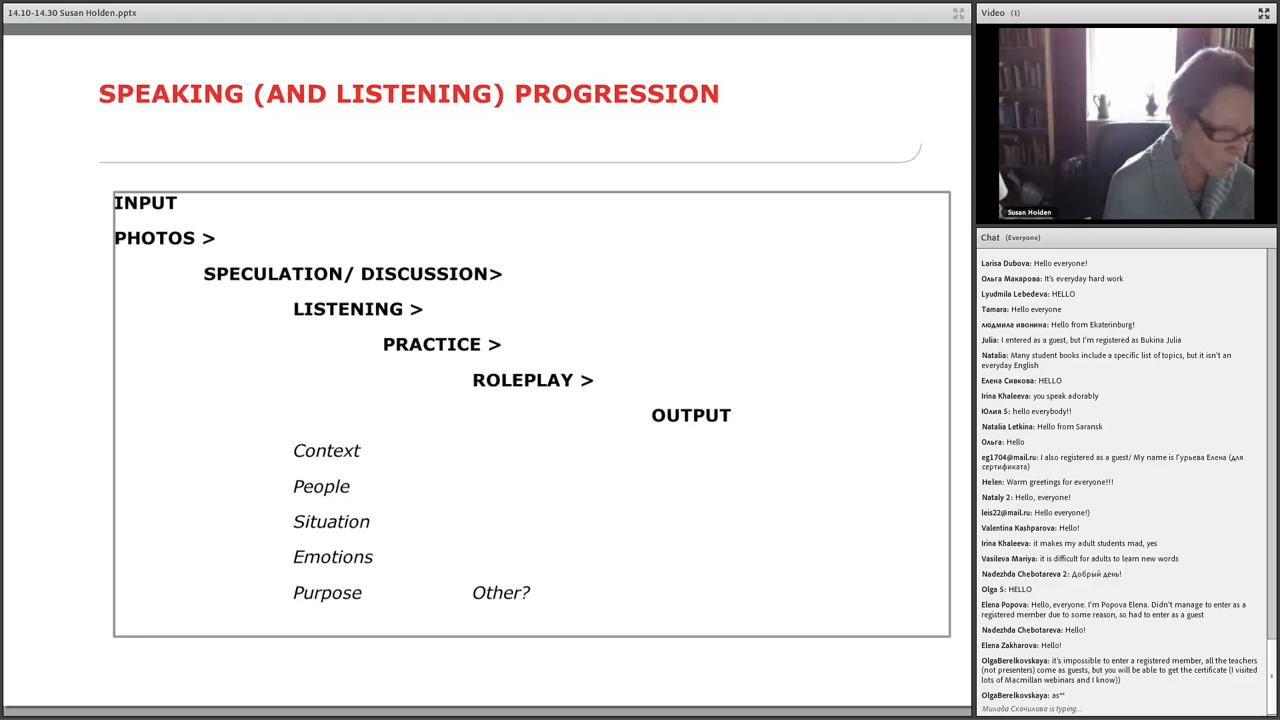 14.10-14.30 Susan Holden.pptx
SPEAKING (AND LISTENING) PROGRESSION
INPUT
PHOTOS >
SPECULATION/ DISCUSSION>
LISTENING >
PRACTICE >
ROLEPLAY >
OUTPUT
Context
People
Situation
Emotions
Purpose Other?
Video (1)
Susan Holden
Chat (Everyone)
Larisa Dubova: Hello everyone!
Ольга Макарова: It's everyday hard work
Lyudmila Lebedeva: HELLO
Tamara: Hello everyone
людмила ивонина: Hello from Ekaterinburg!
Julia: I entered as a guest, but I'm registered as Bukina Julia
Natalia: Many student books include a specific list of topics, but it isn't an
everyday English
Елена Сивкова: HELLO
Irina Khaleeva: you speak adorably
Юлия S: hello everybody!!
Natalia Letkina: Hello from Saransk
Ольга: Hello
eg1704@mail.ru: I also registered as a guest/ My name is Гурьева Елена (для
сертификата)
Helen: Warm greetings for everyone!!!
Nataly 2: Hello, everyone!
leis22@mail.ru: Hello everyone!)
Valentina Kashparova: Hello!
Irina Khaleeva: it makes my adult students mad, yes
Vasileva Mariya: it is difficult for adults to learn new words
Nadezhda Chebotareva 2: Добрый день!
Olga S: HELLO
Elena Popova: Hello, everyone. I'm Popova Elena. Didn't manage to enter as a
registered member due to some reason, so had to enter as a guest
Nadezhda Chebotareva: Hello!
Elena Zakharova: Hello!
OlgaBerelkovskaya: it's impossible to enter a registered member, all the teachers
(not presenters) come as guests, but you will be able to get the certificate (I visited
lots of Macmillan webinars and I know))
OlgaBerelkovskaya: as**
Милада Скочилова is typing...